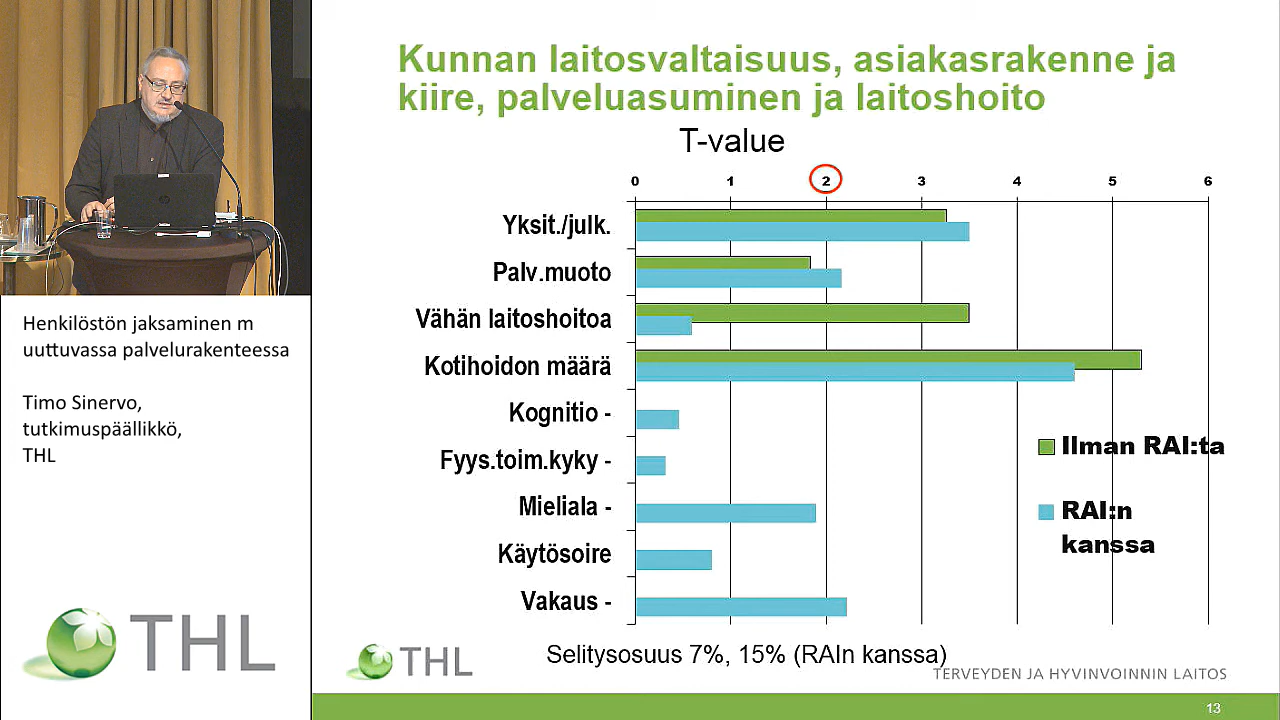 Kunnan laitosvaltaisuus, asiakasrakenne ja
kiire, palveluasuminen ja laitoshoito
T-value
0 1 2 3 4 5 6
Yksit./julk.
Palv.muoto
Vähän laitoshoitoa
Kotihoidon määrä
Kognitio -
Fyys.toim.kyky -
Mieliala -
Käytösoire
Vakaus -
Ilman RAI:ta
RAI:n
kanssa
Selitysosuus 7%, 15% (RAIn kanssa)
THL
TERVEYDEN JA HYVINVOINNIN LAITOS
13
Henkilöstön jaksaminen m
uuttuvassa palvelurakenteessa
Timo Sinervo,
tutkimuspäällikkö,
THL
THL